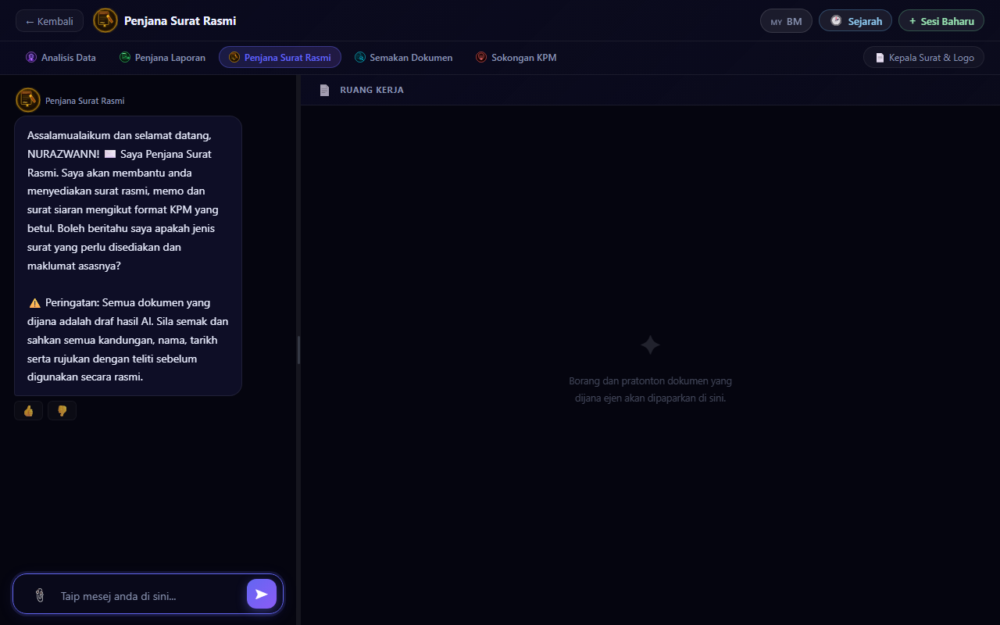 ← Kembali
Penjana Surat Rasmi
MY BM
Sejarah
+ Sesi Baharu
Analisis Data
Penjana Laporan
Penjana Surat Rasmi
Semakan Dokumen
Sokongan KPM
Kepala Surat & Logo
Penjana Surat Rasmi
Assalamualaikum dan selamat datang,
NURAZWANN! ✉️ Saya Penjana Surat
Rasmi. Saya akan membantu anda
menyediakan surat rasmi, memo dan
surat siaran mengikut format KPM yang
betul. Boleh beritahu saya apakah jenis
surat yang perlu disediakan dan
maklumat asasnya?
⚠️ Peringatan: Semua dokumen yang
dijana adalah draf hasil AI. Sila semak dan
sahkan semua kandungan, nama, tarikh
serta rujukan dengan teliti sebelum
digunakan secara rasmi.
Taip mesej anda di sini...
RUANG KERJA
Borang dan pratonton dokumen yang
dijana ejen akan dipaparkan di sini.